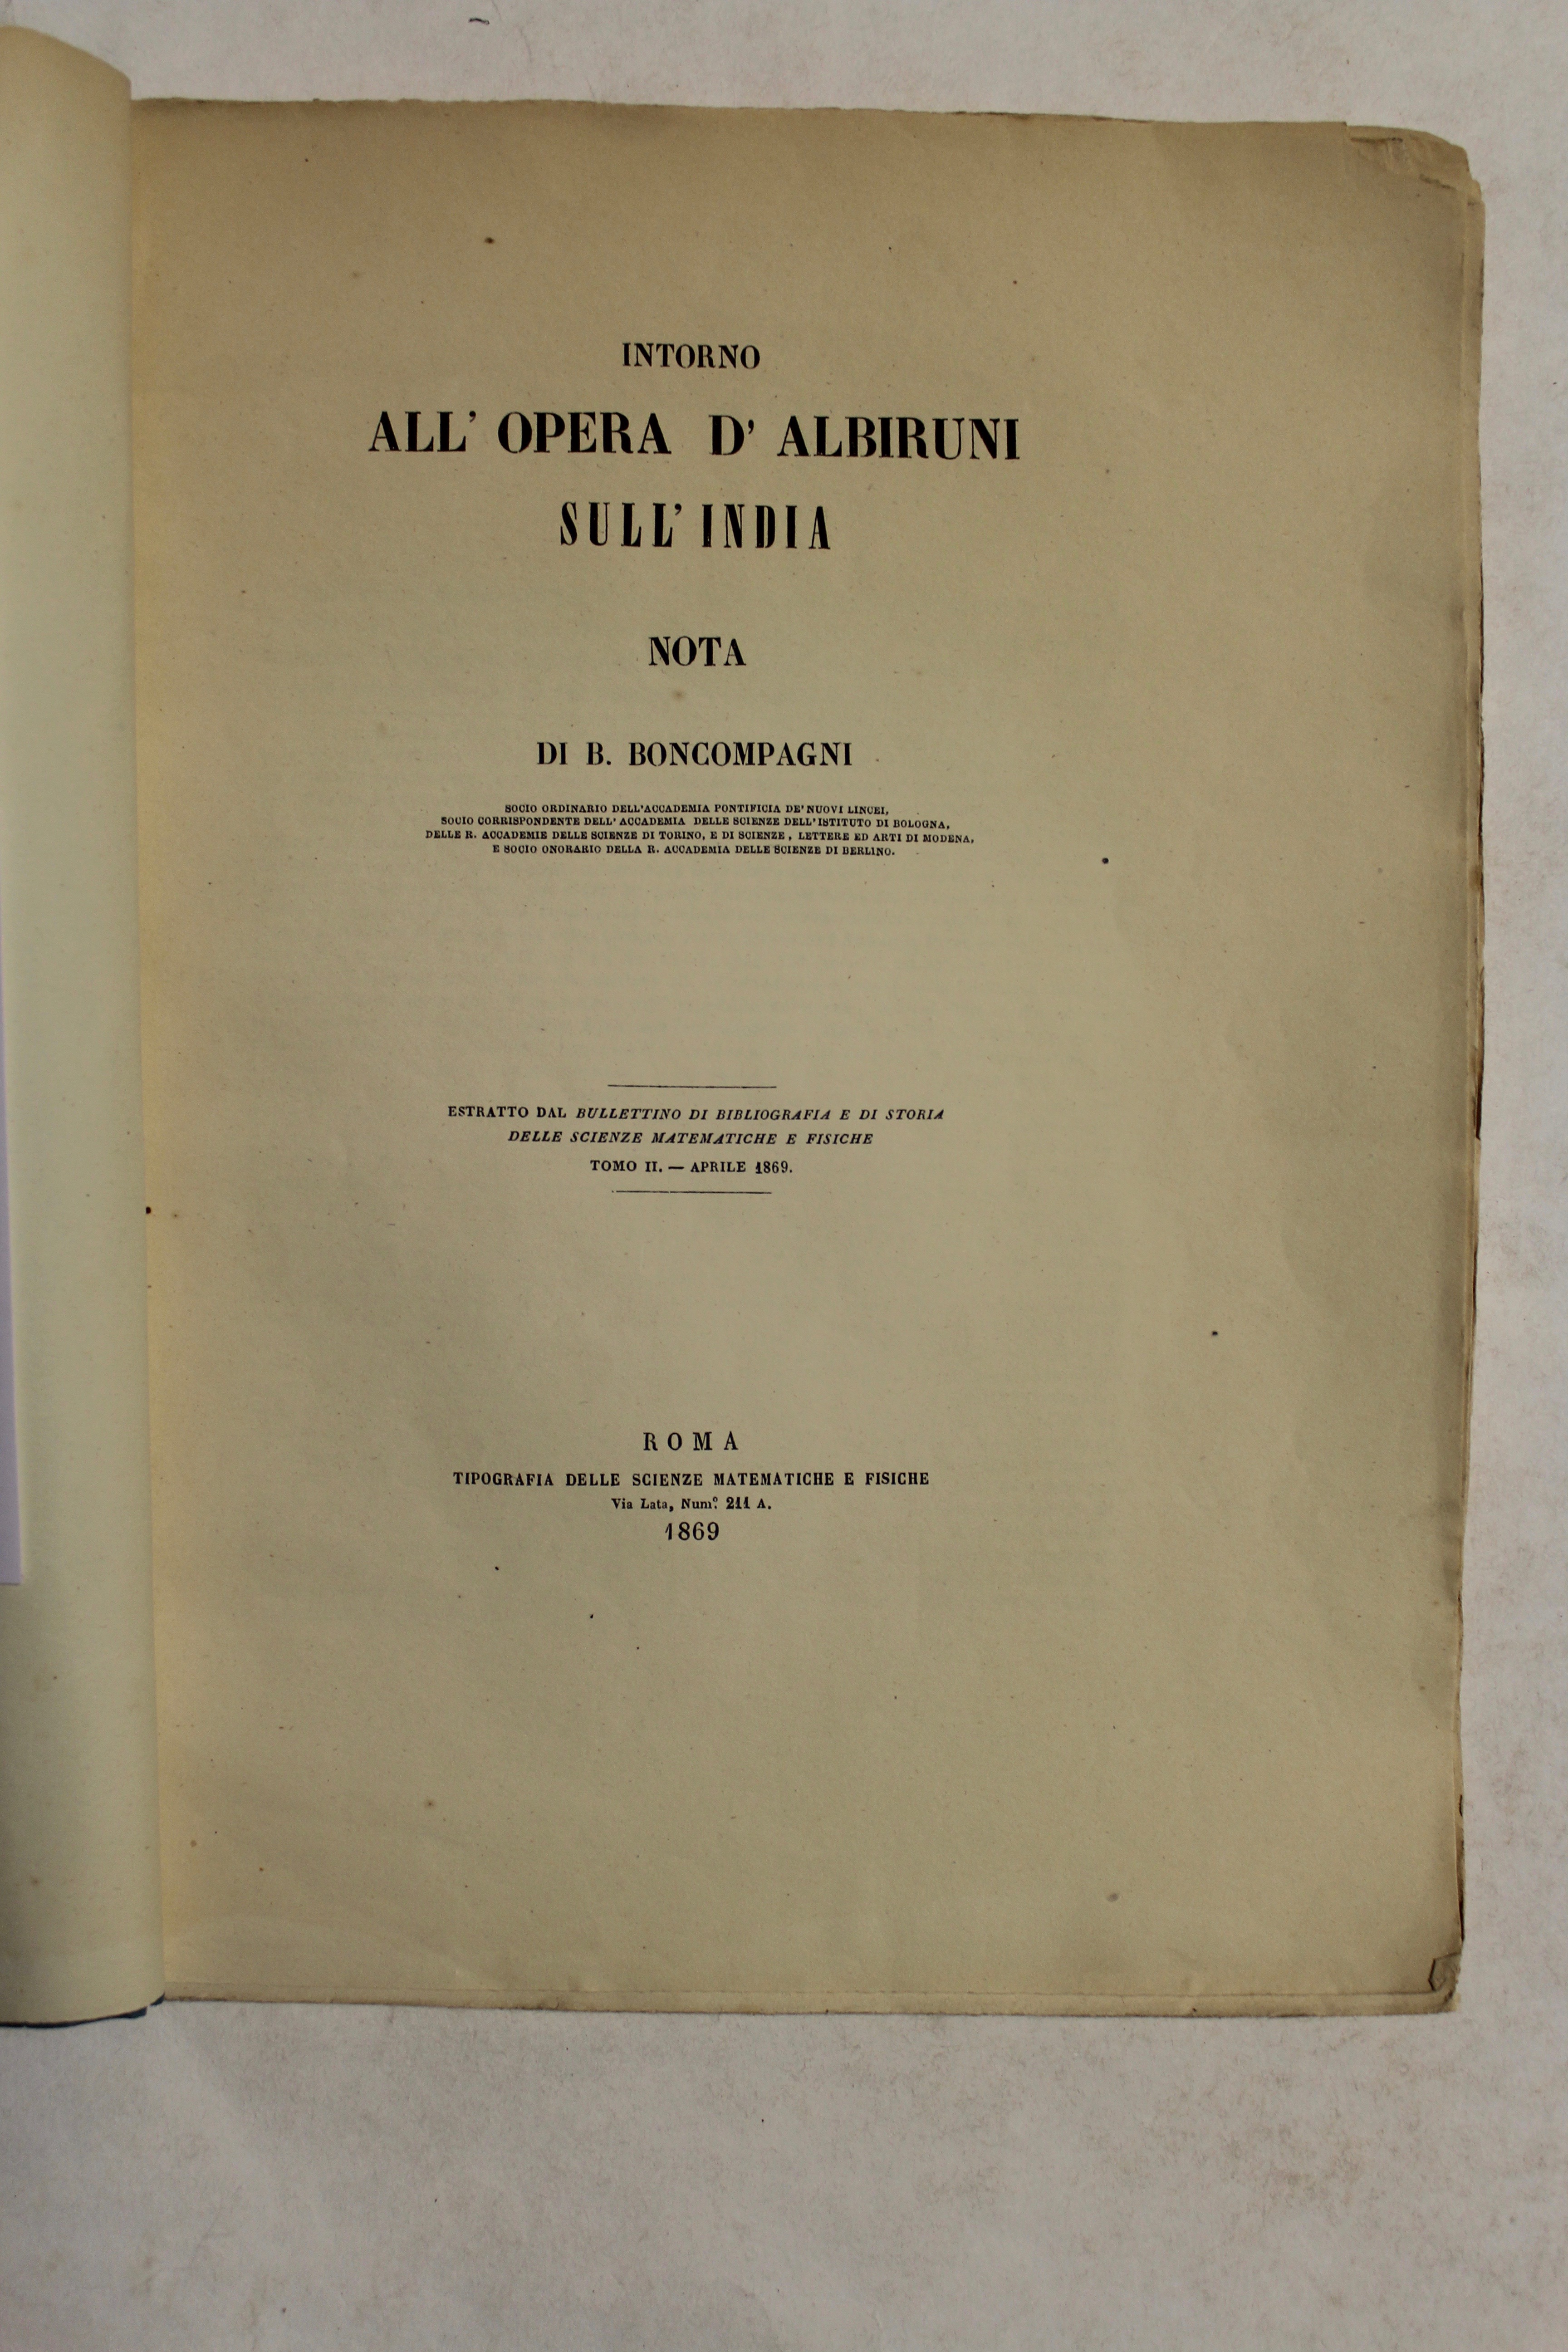 INTORNO
ALL' OPERA D' ALBIRUNI
SULL' INDIA
NOTA
DI B. BONCOMPAGNI
SOCIO ORDINARIO DELL'ACCADEMIA PONTIFICIA DE' NUOVI LINCEI,
SOCIO CORRISPONDENTE DELL' ACCADEMIA DELLE SCIENZE DELL'ISTITUTO DI BOLOGNA,
DELLE R. ACCADEMIE DELLE SCIENZE DI TORINO, E DI SCIENZE, LETTERE ED ARTI DI MODENA,
E SOCIO ONORARIO DELLA R. ACCADEMIA DELLE SCIENZE DI BERLINO.
ESTRATTO DAL BULLETTINO DI BIBLIOGRAFIA E DI STORIA
DELLE SCIENZE MATEMATICHE E FISICHE
TOMO II. — APRILE 1869.
ROMA
TIPOGRAFIA DELLE SCIENZE MATEMATICHE E FISICHE
Via Lata, Num.º 211 A.
1869